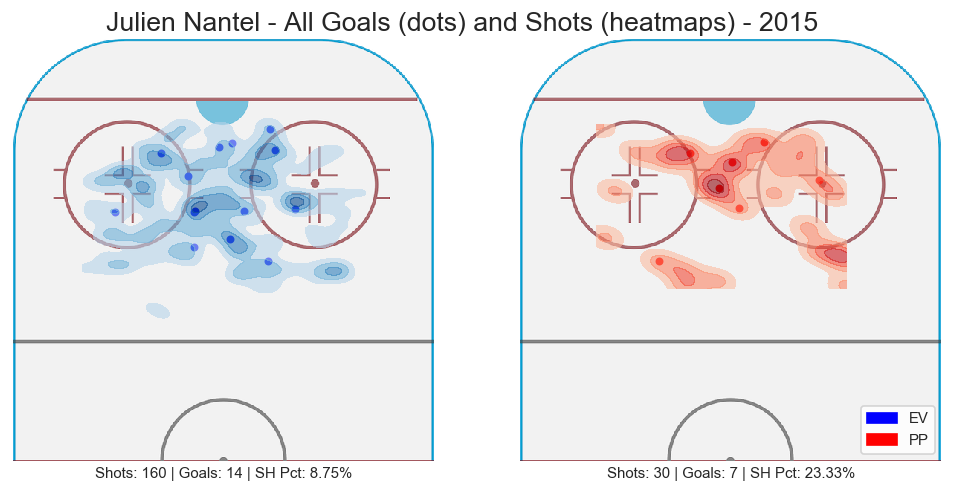 Julien Nantel - All Goals (dots) and Shots (heatmaps) - 2015
EV
PP
Shots: 160 | Goals: 14 | SH Pct: 8.75%
Shots: 30 | Goals: 7 | SH Pct: 23.33%